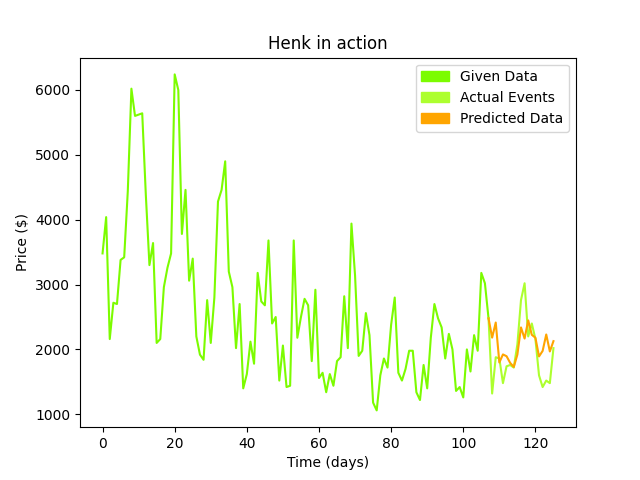 Henk in action
Given Data
Actual Events
Predicted Data
Price ($)
6000
5000
4000
3000
2000
1000
0
20
40
60
80
100
120
Time (days)